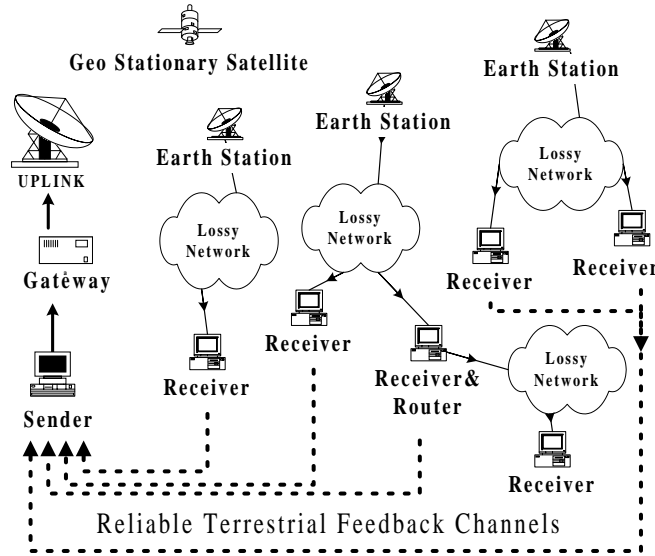 Geo Stationary Satellite
Earth Station
Earth Station
Earth Station
UPLINK
Lossy
Network
Lossy
Network
Lossy
Network
Gateway
Receiver
Receiver
Receiver
Receiver
Receiver&
Router
Lossy
Network
Sender
Receiver
Reliable Terrestrial Feedback Channels